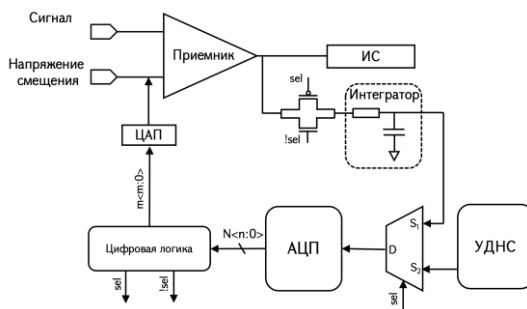 Сигнал
Приемник
ИС
Напряжение
смещения
sel
Интегратор
!sel
ЦАП
m<m:0>
N<n:0>
Цифровая логика
АЦП
D
S₁
S₂
УДНС
sel
!sel
sel